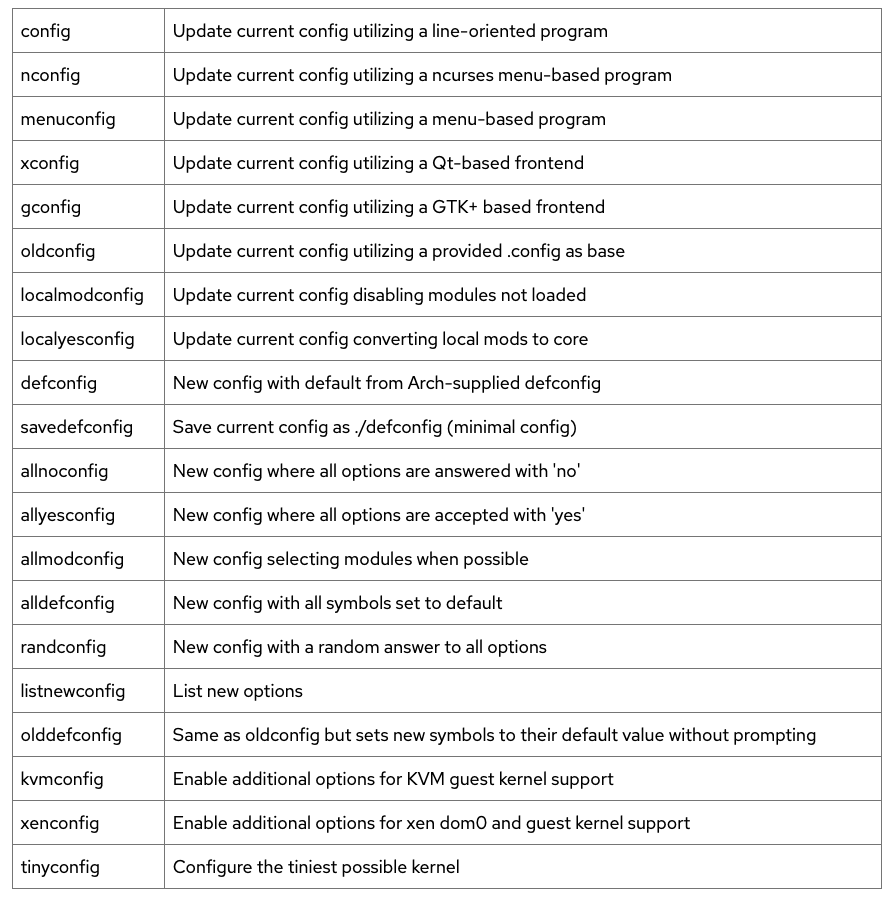 config Update current config utilizing a line-oriented program
nconfig Update current config utilizing a ncurses menu-based program
menuconfig Update current config utilizing a menu-based program
xconfig Update current config utilizing a Qt-based frontend
gconfig Update current config utilizing a GTK+ based frontend
oldconfig Update current config utilizing a provided .config as base
localmodconfig Update current config disabling modules not loaded
localyesconfig Update current config converting local mods to core
defconfig New config with default from Arch-supplied defconfig
savedefconfig Save current config as ./defconfig (minimal config)
allnoconfig New config where all options are answered with 'no'
allyesconfig New config where all options are accepted with 'yes'
allmodconfig New config selecting modules when possible
alldefconfig New config with all symbols set to default
randconfig New config with a random answer to all options
listnewconfig List new options
olddefconfig Same as oldconfig but sets new symbols to their default value without prompting
kvmconfig Enable additional options for KVM guest kernel support
xenconfig Enable additional options for xen dom0 and guest kernel support
tinyconfig Configure the tiniest possible kernel